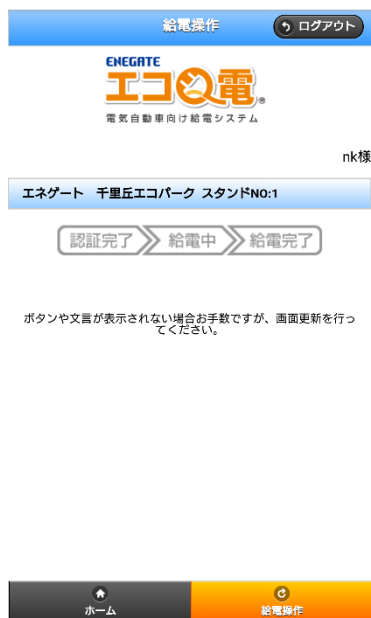 給電操作
ログアウト
ENEGATE
エコQ電®
電気自動車向け給電システム
nk様
エネゲート 千里丘エコパーク スタンドNO:1
認証完了 給電中 給電完了
ボタンや文言が表示されない場合お手数ですが、画面更新を行っ
てください。
ホーム
給電操作